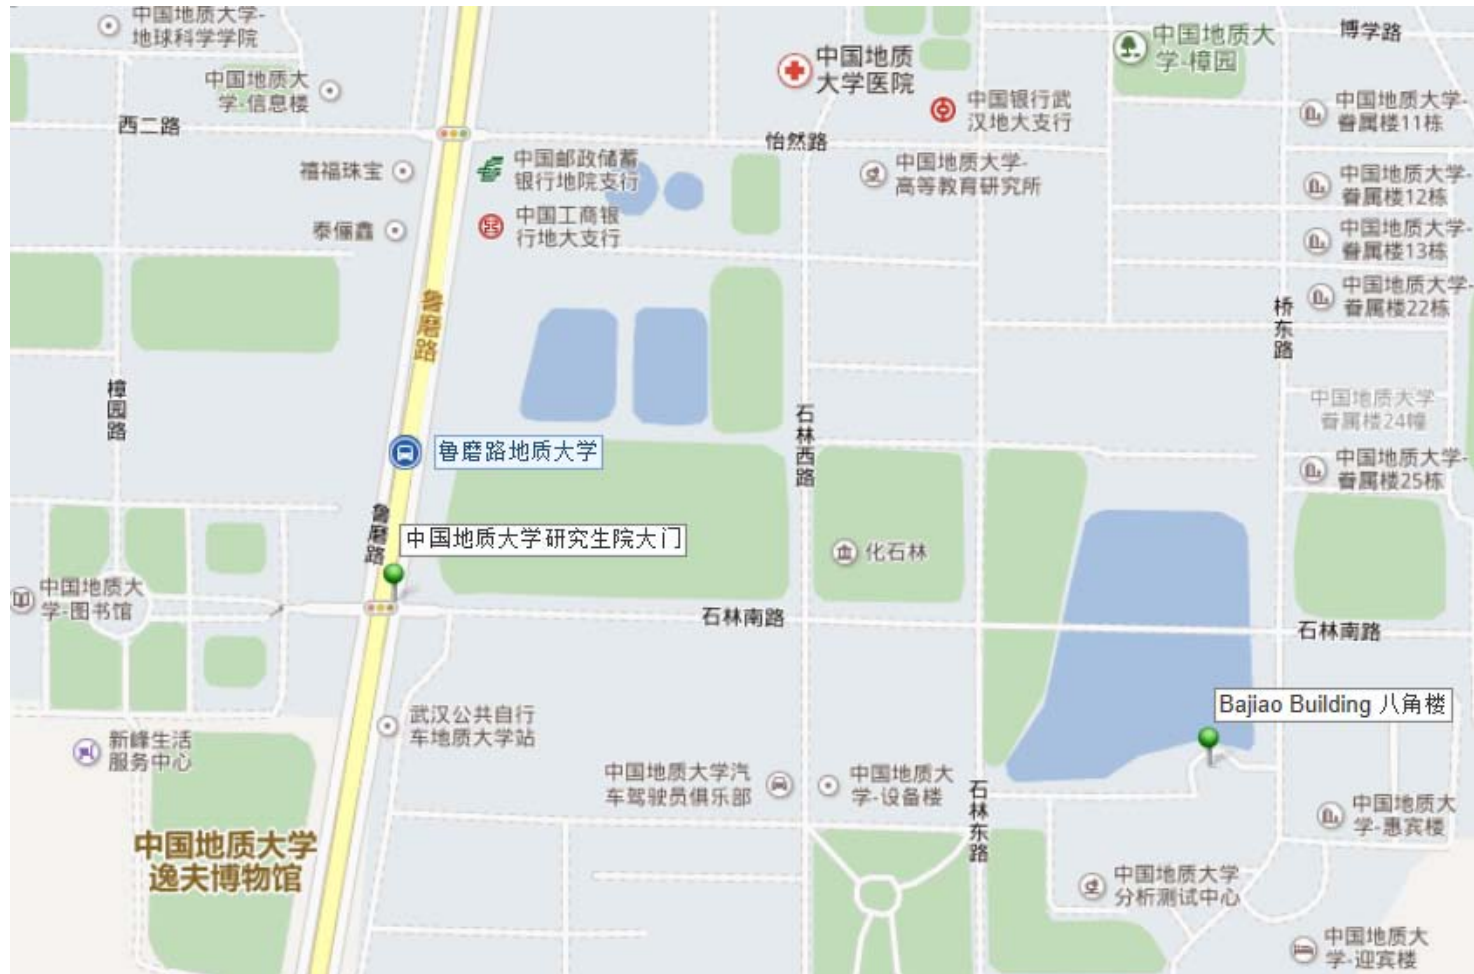 中国地质大学-
地球科学学院
中国地质大
学-信息楼
西二路
禧福珠宝
泰俪鑫
中国邮政储蓄
银行地院支行
中国工商银
行地大支行
中国地质
大学医院
中国银行武
汉地大支行
怡然路
中国地质大学-
高等教育研究所
中国地质大
学-樟园
博学路
中国地质大学-
眷属楼11栋
中国地质大学-
眷属楼12栋
中国地质大学-
眷属楼13栋
中国地质大学-
眷属楼22栋
桥东路
中国地质大学
眷属楼24幢
中国地质大学-
眷属楼25栋
鲁磨路
樟园路
石林西路
鲁磨路地质大学
鲁磨路
中国地质大学研究生院大门
化石林
中国地质大
学-图书馆
石林南路
石林南路
Bajiao Building 八角楼
武汉公共自行
车地质大学站
新峰生活
服务中心
中国地质大学汽
车驾驶员俱乐部
中国地质大
学-设备楼
石林东路
中国地质大
学-惠宾楼
中国地质大学
逸夫博物馆
中国地质大学
分析测试中心
中国地质大
学-迎宾楼